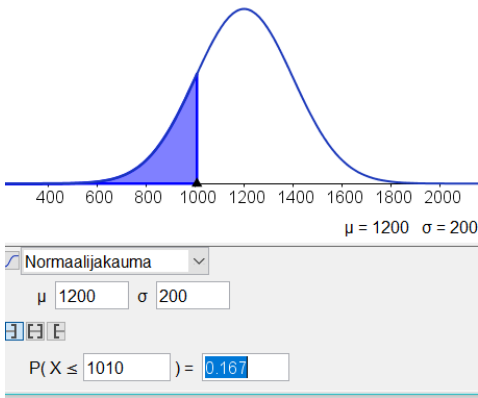 400 600 800 1000 1200 1400 1600 1800 2000
μ = 1200 σ = 200
Normaalijakauma
μ 1200 σ 200
P( X ≤ 1010 ) = 0.167